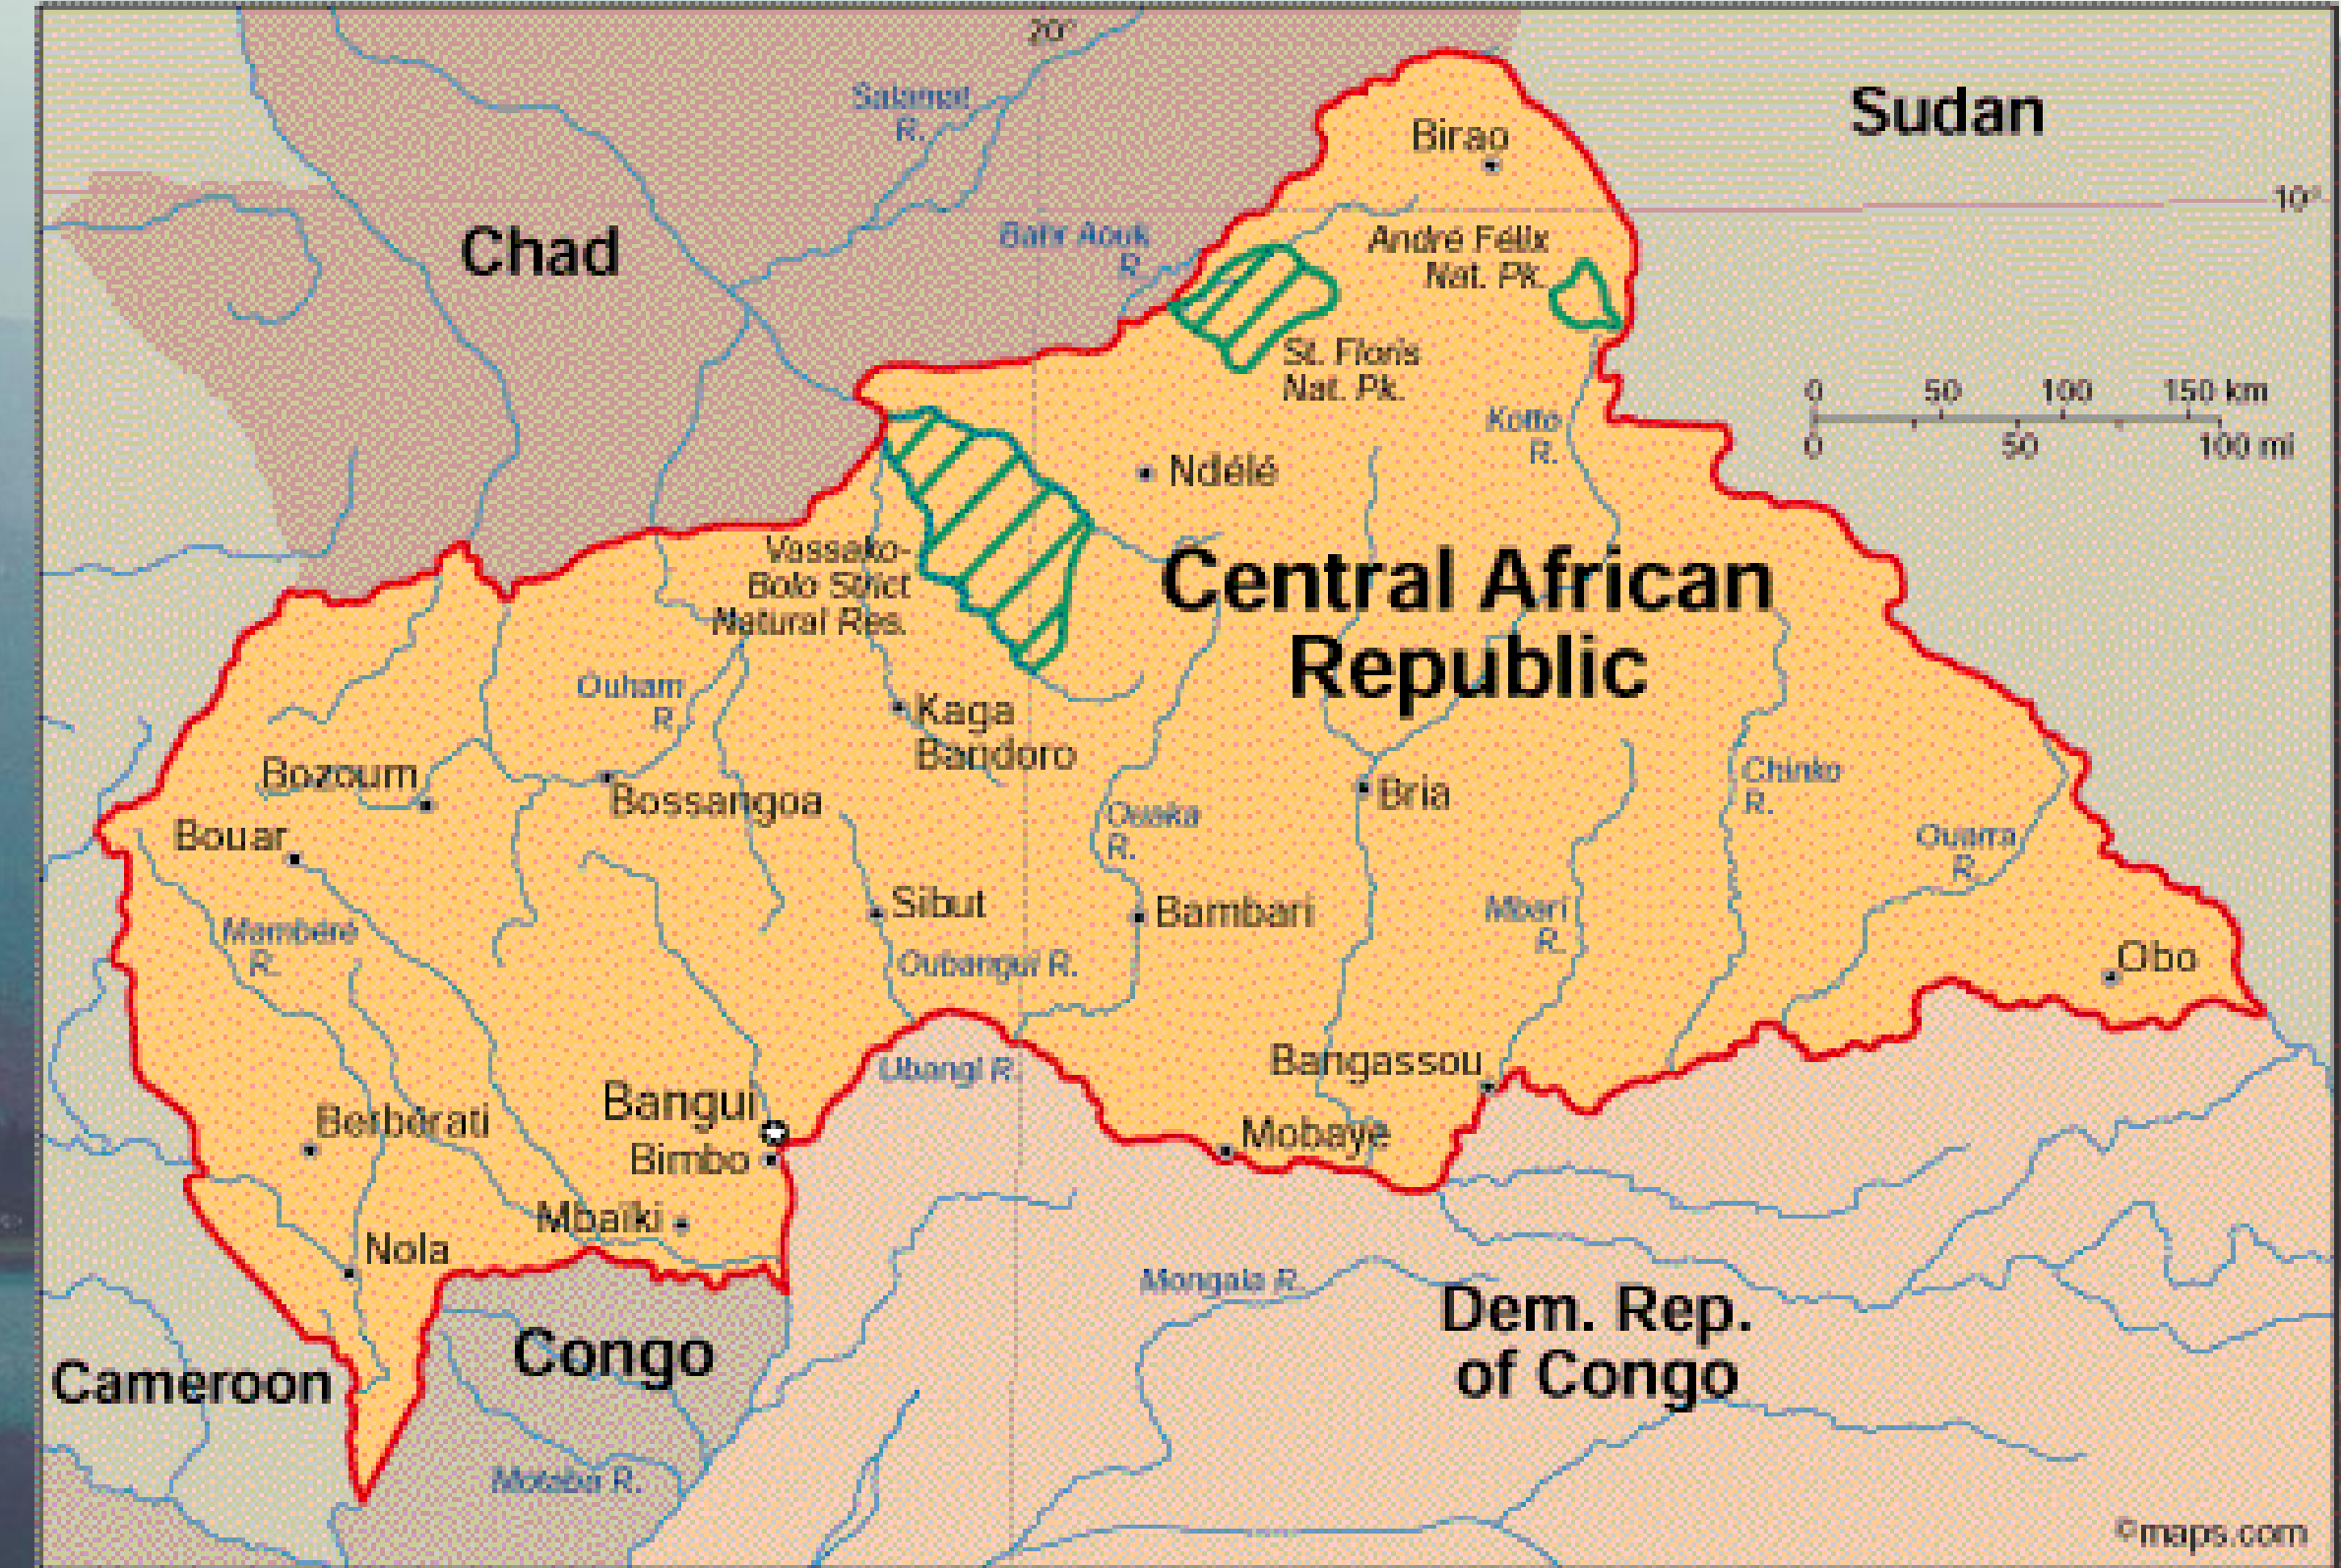 20°
Salamat
R.
Sudan
Birao
10°
Chad
Bahr Aouk
R.
André Félix
Nat. Pk.
St. Floris
Nat. Pk.
0 50 100 150 km
0 50 100 mi
Kotto
R.
Ndélé
Vassako-
Bolo Strict
Natural Res.
Central African
Republic
Ouham
R.
Kaga
Bandoro
Bozoum
Bossangoa
Bria
Chinko
R.
Ouaka
R.
Bouar
Ouarra
R.
Mambéré
R.
Sibut
Bambari
Mbari
R.
Oubangui R.
Obo
Ubangi R.
Bangassou
Bangui
Berbérati
Mobaye
Bimbo
Mbaïki
Nola
Mongala R.
Dem. Rep.
of Congo
Congo
Cameroon
Motaba R.
©maps.com